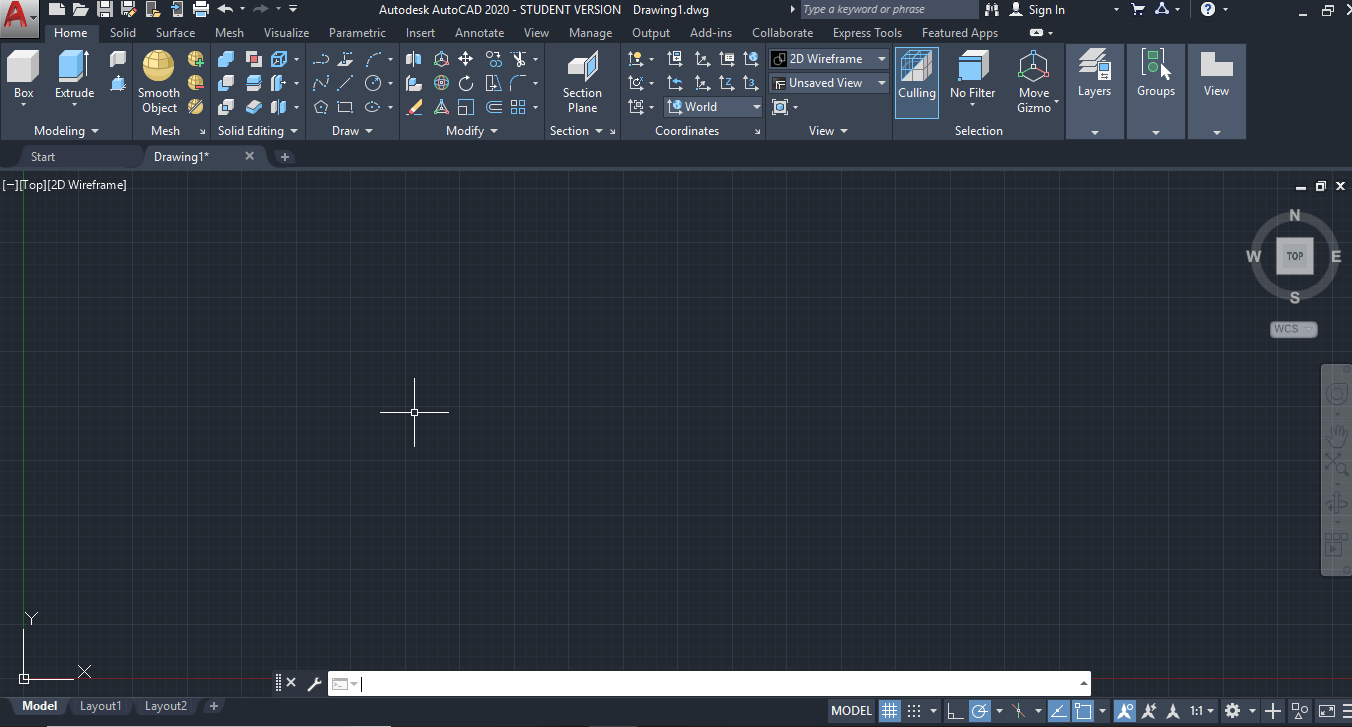 Autodesk AutoCAD 2020 - STUDENT VERSION Drawing1.dwg Type a keyword or phrase Sign In
Home Solid Surface Mesh Visualize Parametric Insert Annotate View Manage Output Add-ins Collaborate Express Tools Featured Apps
2D Wireframe
Unsaved View
World
Box Extrude Smooth Object Section Plane Culling No Filter Move Gizmo Layers Groups View
Modeling Mesh Solid Editing Draw Modify Section Coordinates View Selection
Start Drawing1* +
[−][Top][2D Wireframe]
N
W TOP E
S
WCS
Y
X
Model Layout1 Layout2 + MODEL 1:1